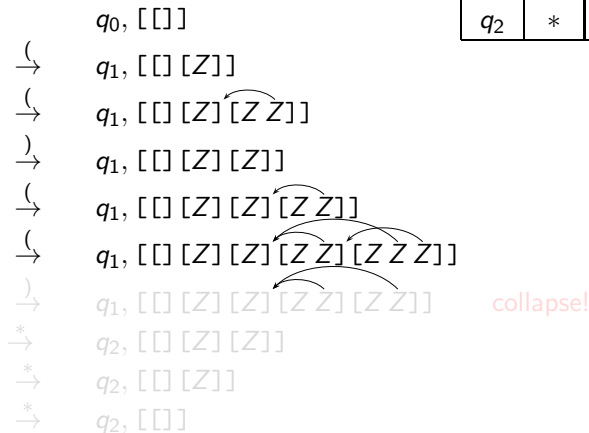 q₀, [[]] q₂ *
→( q₁, [[][Z]]
→( q₁, [[][Z][Z Z]]
→) q₁, [[][Z][Z]]
→( q₁, [[][Z][Z][Z Z]]
→( q₁, [[][Z][Z][Z Z][Z Z Z]]
→) q₁, [[][Z][Z][Z Z][Z Z]] collapse!
→* q₂, [[][Z][Z]]
→* q₂, [[][Z]]
→* q₂, [[]]